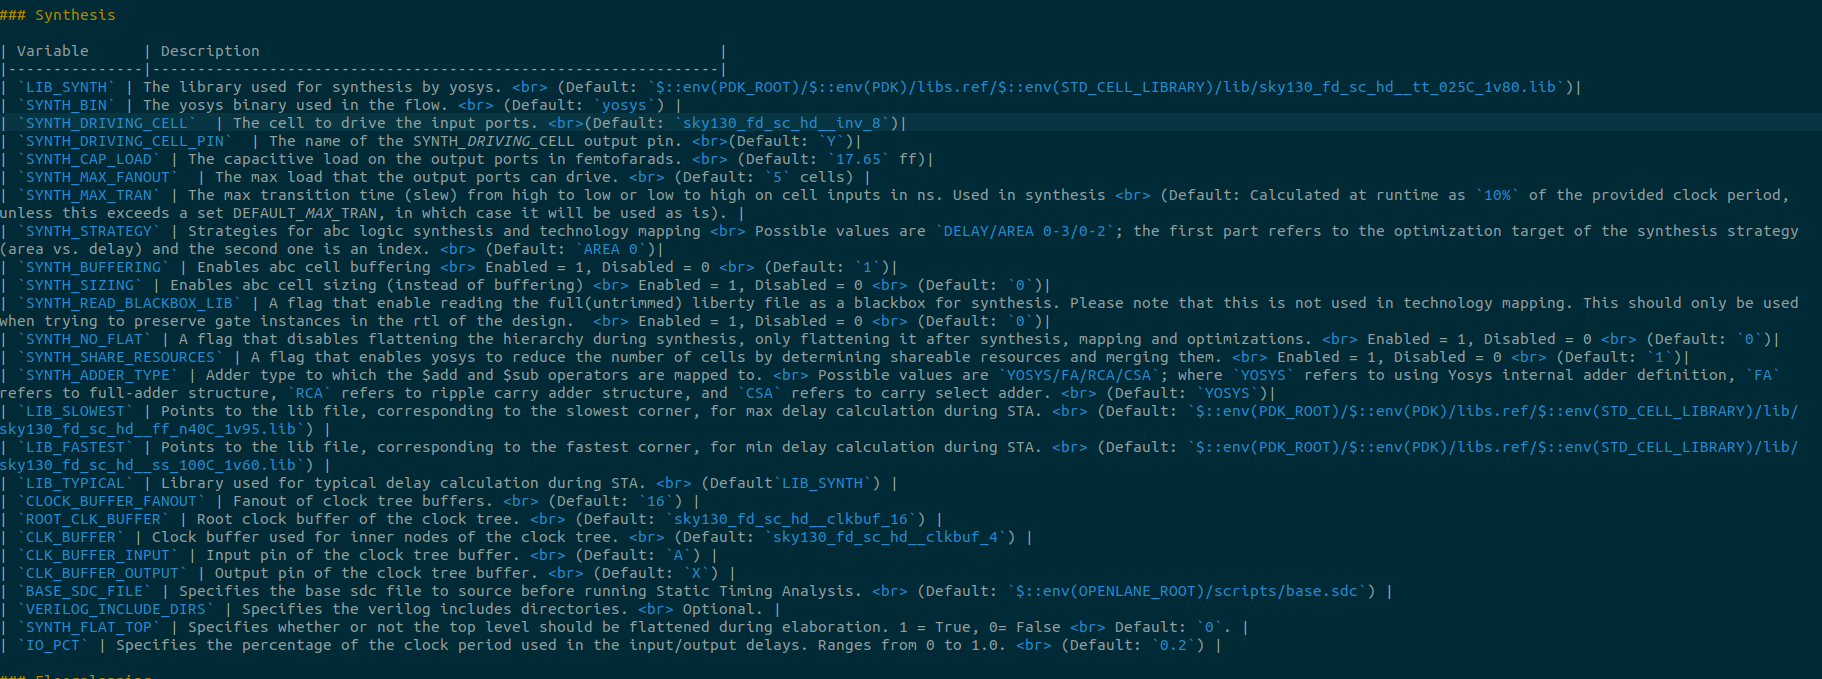 ### Synthesis
| Variable      | Description                                                   |
|---------------|---------------------------------------------------------------|
| `LIB_SYNTH` | The library used for synthesis by yosys. <br> (Default: `$::env(PDK_ROOT)/$::env(PDK)/libs.ref/$::env(STD_CELL_LIBRARY)/lib/sky130_fd_sc_hd__tt_025C_1v80.lib`)|
| `SYNTH_BIN` | The yosys binary used in the flow. <br> (Default: `yosys`) |
| `SYNTH_DRIVING_CELL`  | The cell to drive the input ports. <br>(Default: `sky130_fd_sc_hd__inv_8`)|
| `SYNTH_DRIVING_CELL_PIN`  | The name of the SYNTH_DRIVING_CELL output pin. <br>(Default: `Y`)|
| `SYNTH_CAP_LOAD` | The capacitive load on the output ports in femtofarads. <br> (Default: `17.65` ff)|
| `SYNTH_MAX_FANOUT`  | The max load that the output ports can drive. <br> (Default: `5` cells) |
| `SYNTH_MAX_TRAN` | The max transition time (slew) from high to low or low to high on cell inputs in ns. Used in synthesis <br> (Default: Calculated at runtime as `10%` of the provided clock period,
unless this exceeds a set DEFAULT_MAX_TRAN, in which case it will be used as is). |
| `SYNTH_STRATEGY` | Strategies for abc logic synthesis and technology mapping <br> Possible values are `DELAY/AREA 0-3/0-2`; the first part refers to the optimization target of the synthesis strategy
(area vs. delay) and the second one is an index. <br> (Default: `AREA 0`)|
| `SYNTH_BUFFERING` | Enables abc cell buffering <br> Enabled = 1, Disabled = 0 <br> (Default: `1`)|
| `SYNTH_SIZING` | Enables abc cell sizing (instead of buffering) <br> Enabled = 1, Disabled = 0 <br> (Default: `0`)|
| `SYNTH_READ_BLACKBOX_LIB` | A flag that enable reading the full(untrimmed) liberty file as a blackbox for synthesis. Please note that this is not used in technology mapping. This should only be used
when trying to preserve gate instances in the rtl of the design.  <br> Enabled = 1, Disabled = 0 <br> (Default: `0`)|
| `SYNTH_NO_FLAT` | A flag that disables flattening the hierarchy during synthesis, only flattening it after synthesis, mapping and optimizations. <br> Enabled = 1, Disabled = 0 <br> (Default: `0`)|
| `SYNTH_SHARE_RESOURCES` | A flag that enables yosys to reduce the number of cells by determining shareable resources and merging them. <br> Enabled = 1, Disabled = 0 <br> (Default: `1`)|
| `SYNTH_ADDER_TYPE` | Adder type to which the $add and $sub operators are mapped to. <br> Possible values are `YOSYS/FA/RCA/CSA`; where `YOSYS` refers to using Yosys internal adder definition, `FA`
refers to full-adder structure, `RCA` refers to ripple carry adder structure, and `CSA` refers to carry select adder. <br> (Default: `YOSYS`)|
| `LIB_SLOWEST` | Points to the lib file, corresponding to the slowest corner, for max delay calculation during STA. <br> (Default: `$::env(PDK_ROOT)/$::env(PDK)/libs.ref/$::env(STD_CELL_LIBRARY)/lib/
sky130_fd_sc_hd__ff_n40C_1v95.lib`) |
| `LIB_FASTEST` | Points to the lib file, corresponding to the fastest corner, for min delay calculation during STA. <br> (Default: `$::env(PDK_ROOT)/$::env(PDK)/libs.ref/$::env(STD_CELL_LIBRARY)/lib/
sky130_fd_sc_hd__ss_100C_1v60.lib`) |
| `LIB_TYPICAL` | Library used for typical delay calculation during STA. <br> (Default`LIB_SYNTH`) |
| `CLOCK_BUFFER_FANOUT` | Fanout of clock tree buffers. <br> (Default: `16`) |
| `ROOT_CLK_BUFFER` | Root clock buffer of the clock tree. <br> (Default: `sky130_fd_sc_hd__clkbuf_16`) |
| `CLK_BUFFER` | Clock buffer used for inner nodes of the clock tree. <br> (Default: `sky130_fd_sc_hd__clkbuf_4`) |
| `CLK_BUFFER_INPUT` | Input pin of the clock tree buffer. <br> (Default: `A`) |
| `CLK_BUFFER_OUTPUT` | Output pin of the clock tree buffer. <br> (Default: `X`) |
| `BASE_SDC_FILE` | Specifies the base sdc file to source before running Static Timing Analysis. <br> (Default: `$::env(OPENLANE_ROOT)/scripts/base.sdc`) |
| `VERILOG_INCLUDE_DIRS` | Specifies the verilog includes directories. <br> Optional. |
| `SYNTH_FLAT_TOP` | Specifies whether or not the top level should be flattened during elaboration. 1 = True, 0= False <br> Default: `0`. |
| `IO_PCT` | Specifies the percentage of the clock period used in the input/output delays. Ranges from 0 to 1.0. <br> (Default: `0.2`) |